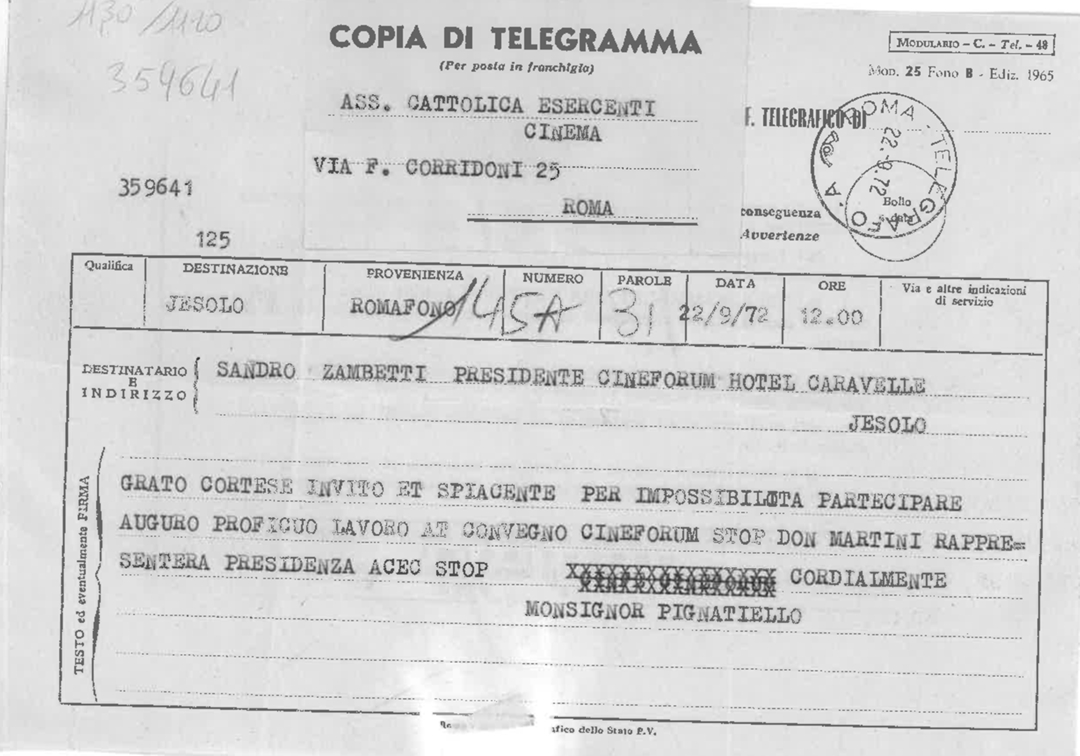 1130/1120
359641
COPIA DI TELEGRAMMA
(Per posta in franchigia)
MODULARIO - C. - Tel. - 48
Mod. 25 Fono B - Ediz. 1965
ASS. CATTOLICA ESERCENTI
CINEMA
VIA F. CORRIDONI 25
ROMA
F. TELEGRAFICO DI
ROMA TELEGRAFO
22.9.72
Bollo
conseguenza
Avvertenze
359641
125
Qualifica DESTINAZIONE PROVENIENZA NUMERO PAROLE DATA ORE Via e altre indicazioni
di servizio
JESOLO ROMAFONO 145A 31 22/9/72 12.00
DESTINATARIO
E
INDIRIZZO
SANDRO ZAMBETTI PRESIDENTE CINEFORUM HOTEL CARAVELLE
JESOLO
TESTO ed eventualmente FIRMA
GRATO CORTESE INVITO ET SPIACENTE PER IMPOSSIBILITA PARTECIPARE
AUGURO PROFICUO LAVORO AT CONVEGNO CINEFORUM STOP DON MARTINI RAPPRE=
SENTERA PRESIDENZA ACEC STOP CORDIALMENTE
MONSIGNOR PIGNATIELLO
dello Stato P.V.